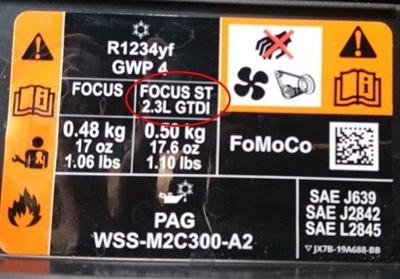 R1234yf
GWP 4
FOCUS
0.48 kg
17 oz
1.06 lbs
FOCUS ST
2.3L GTDI
0.50 kg
17.6 oz
1.10 lbs
FoMoCo
PAG
WSS-M2C300-A2
SAE J639
SAE J2842
SAE L2845
JX7B-19A688-BB